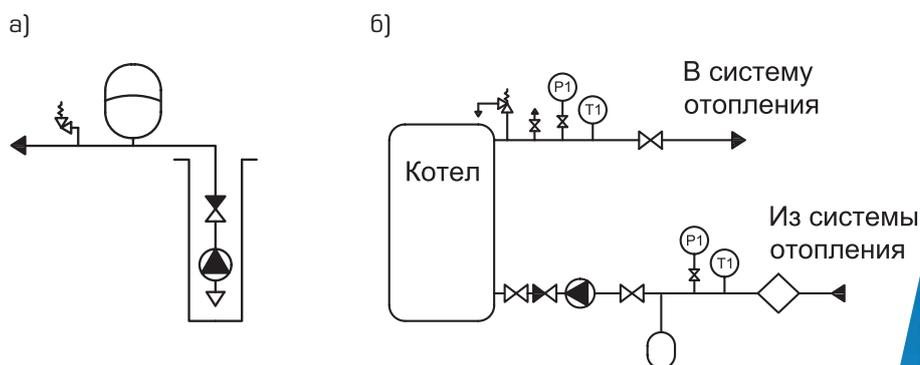 а)
б)
В систему
отопления
P1
T1
Котел
Из системы
отопления
P1
T1